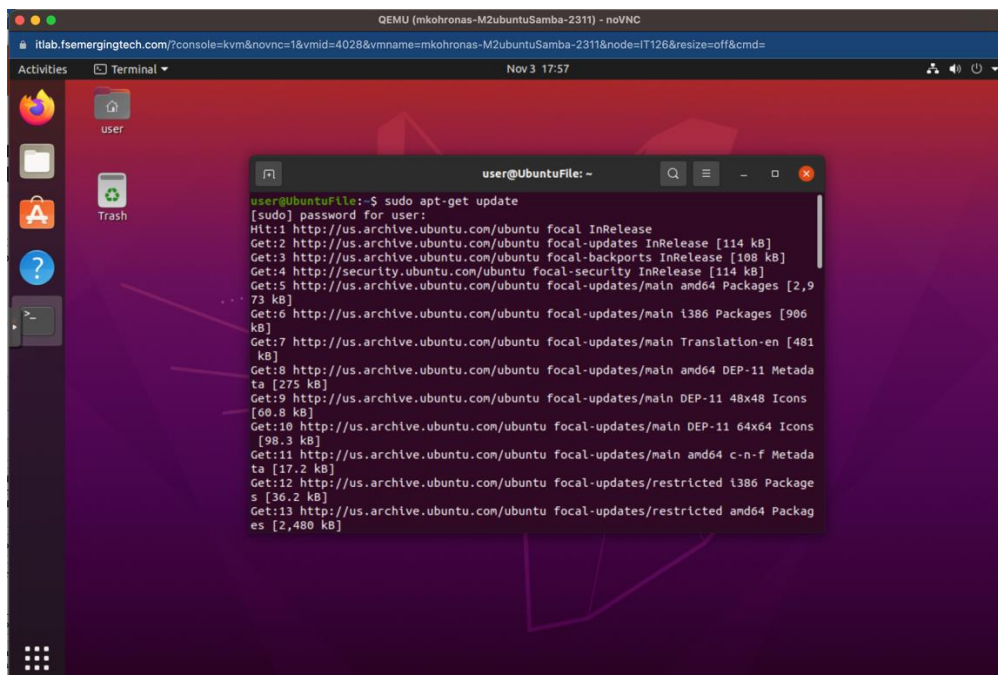 QEMU (mkohronas-M2ubuntuSamba-2311) - noVNC
itlab.fsemergingtech.com/?console=kvm&novnc=1&vmid=4028&vmname=mkohronas-M2ubuntuSamba-2311&node=IT126&resize=off&cmd=
Activities Terminal Nov 3 17:57
user
Trash
user@UbuntuFile: ~
user@UbuntuFile:~$ sudo apt-get update
[sudo] password for user:
Hit:1 http://us.archive.ubuntu.com/ubuntu focal InRelease
Get:2 http://us.archive.ubuntu.com/ubuntu focal-updates InRelease [114 kB]
Get:3 http://us.archive.ubuntu.com/ubuntu focal-backports InRelease [108 kB]
Get:4 http://security.ubuntu.com/ubuntu focal-security InRelease [114 kB]
Get:5 http://us.archive.ubuntu.com/ubuntu focal-updates/main amd64 Packages [2,9
73 kB]
Get:6 http://us.archive.ubuntu.com/ubuntu focal-updates/main i386 Packages [906
kB]
Get:7 http://us.archive.ubuntu.com/ubuntu focal-updates/main Translation-en [481
 kB]
Get:8 http://us.archive.ubuntu.com/ubuntu focal-updates/main amd64 DEP-11 Metada
ta [275 kB]
Get:9 http://us.archive.ubuntu.com/ubuntu focal-updates/main DEP-11 48x48 Icons
[60.8 kB]
Get:10 http://us.archive.ubuntu.com/ubuntu focal-updates/main DEP-11 64x64 Icons
 [98.3 kB]
Get:11 http://us.archive.ubuntu.com/ubuntu focal-updates/main amd64 c-n-f Metada
ta [17.2 kB]
Get:12 http://us.archive.ubuntu.com/ubuntu focal-updates/restricted i386 Package
s [36.2 kB]
Get:13 http://us.archive.ubuntu.com/ubuntu focal-updates/restricted amd64 Packag
es [2,480 kB]